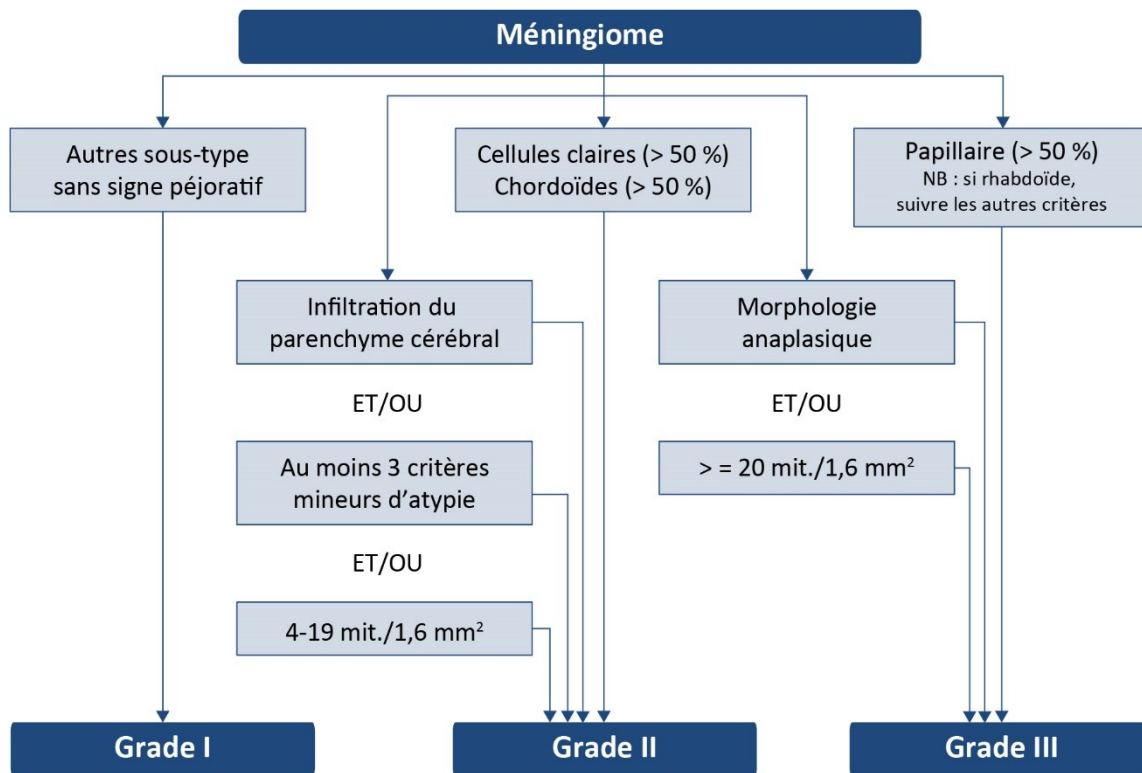 Méningiome
Autres sous-type
sans signe péjoratif
Cellules claires (> 50 %)
Chordoïdes (> 50 %)
Papillaire (> 50 %)
NB : si rhabdoïde,
suivre les autres critères
Infiltration du
parenchyme cérébral
ET/OU
Au moins 3 critères
mineurs d’atypie
ET/OU
4-19 mit./1,6 mm²
Morphologie
anaplasique
ET/OU
> = 20 mit./1,6 mm²
Grade I
Grade II
Grade III